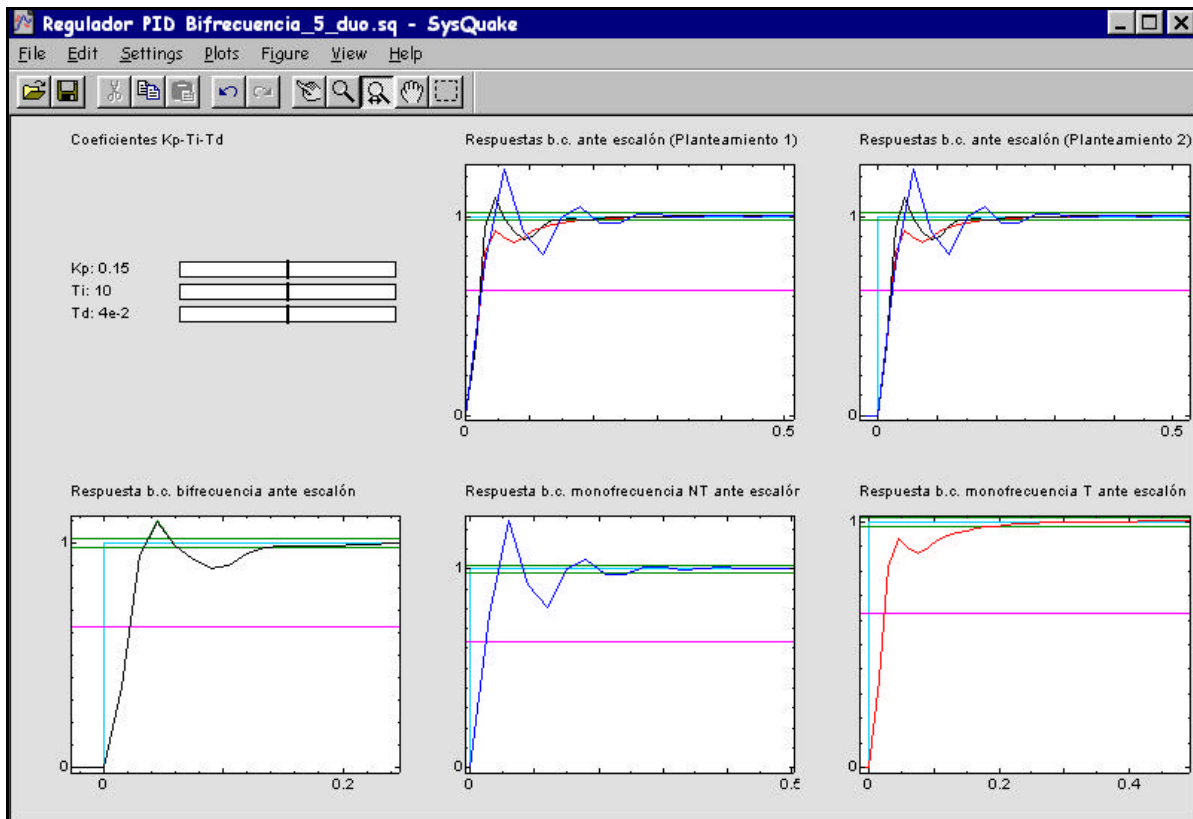 Regulador PID Bifrecuencia_5_duo.sq - SysQuake
File Edit Settings Plots Figure View Help
Coeficientes Kp-Ti-Td
Kp: 0.15
Ti: 10
Td: 4e-2
Respuestas b.c. ante escalón (Planteamiento 1)
1
0
0 0.5
Respuestas b.c. ante escalón (Planteamiento 2)
1
0
0 0.5
Respuesta b.c. bifrecuencia ante escalón
1
0
0 0.2
Respuesta b.c. monofrecuencia NT ante escalór
1
0
0 0.5
Respuesta b.c. monofrecuencia T ante escalón
1
0
0 0.2 0.4